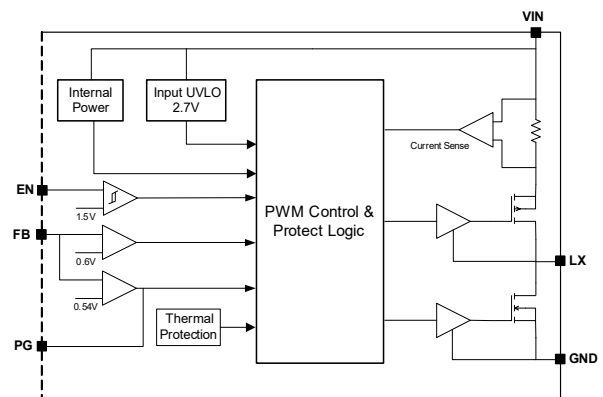 VIN
Internal
Power
Input UVLO
2.7V
Current Sense
EN
1.5V
PWM Control &
Protect Logic
FB
0.6V
LX
0.54V
Thermal
Protection
PG
GND